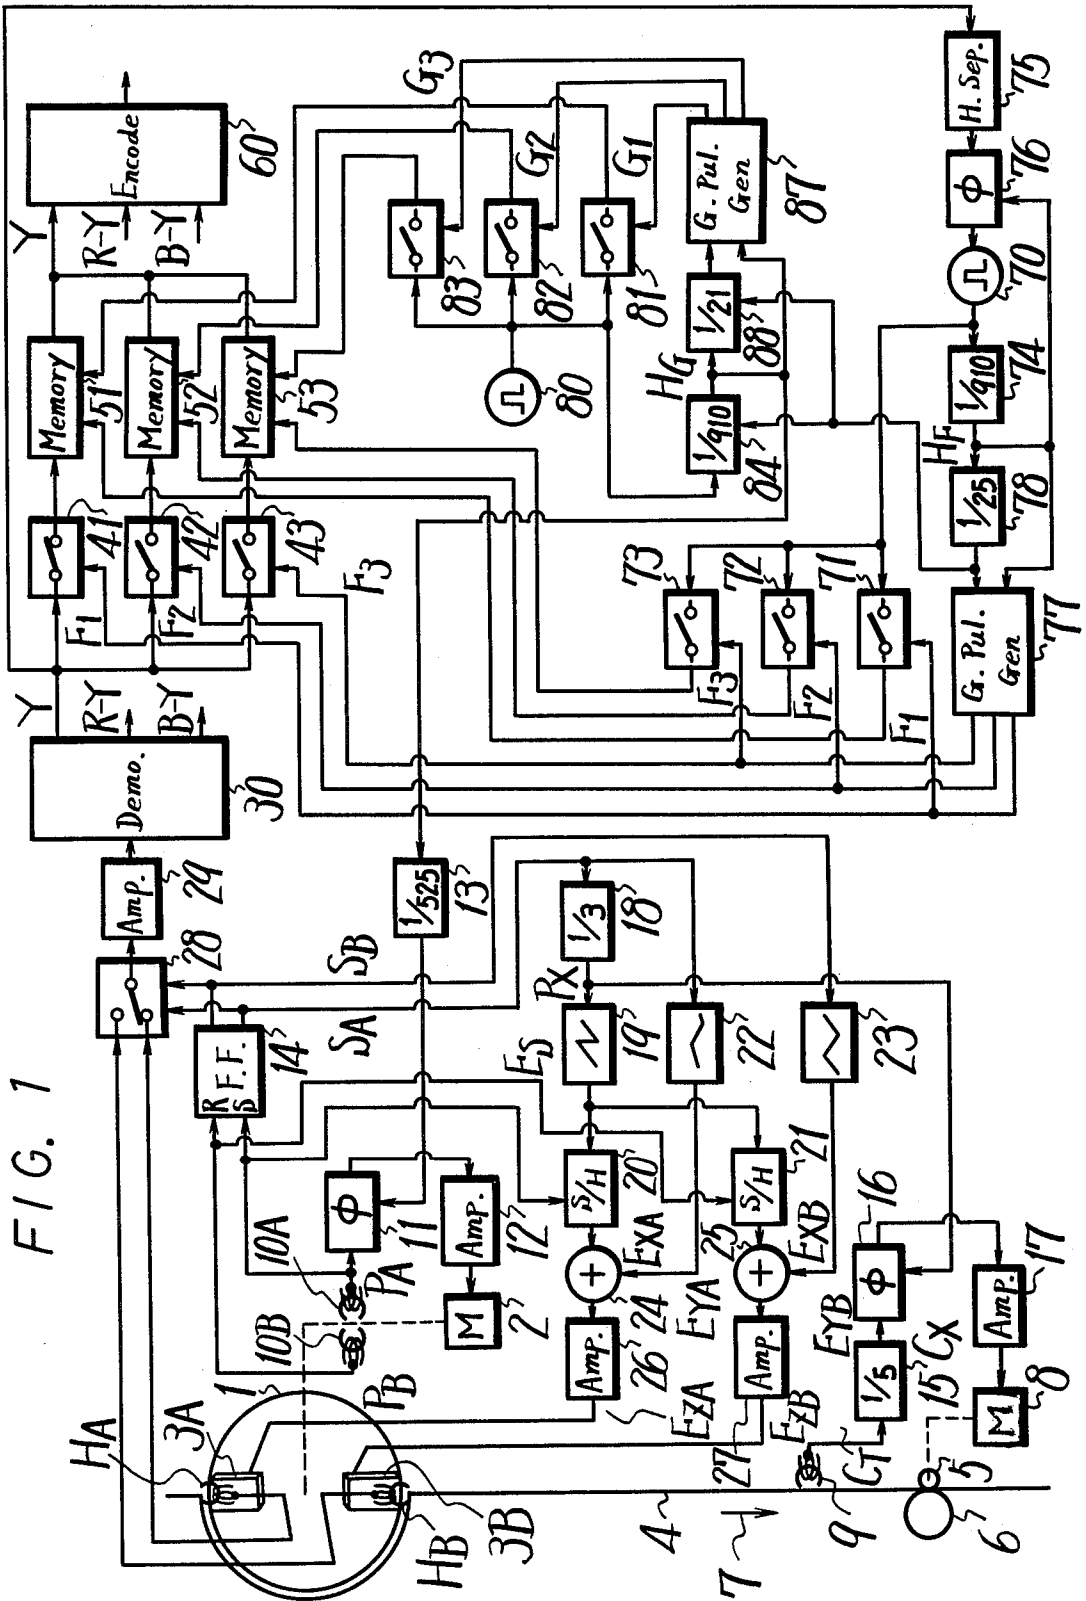 FIG. 1
Y
Encode
60
R-Y
B-Y
Memory
51
Memory
52
Memory
53
41
42
43
F1
F2
F3
Y
R-Y
B-Y
Demo.
30
Amp.
29
28
G3
G2
G1
83
82
81
80
G. Pul. Gen
87
1/21
88
HG
1/910
84
H. Sep.
75
φ
76
70
1/910
74
HF
1/25
78
G. Pul. Gen
77
73
72
71
F3
F2
F1
SB
SA
1/525
13
R
S
F.F.
14
1/3
18
PX
ES
19
22
23
S/H
20
S/H
21
φ
11
Amp.
12
M
2
10A
10B
PA
PB
+
24
+
25
EXA
EXB
EYA
EYB
Amp.
26
Amp.
27
EZA
EZB
φ
16
1/5
15
CX
CT
Amp.
17
M
8
HA
3A
1
HB
3B
4
7
9
5
6